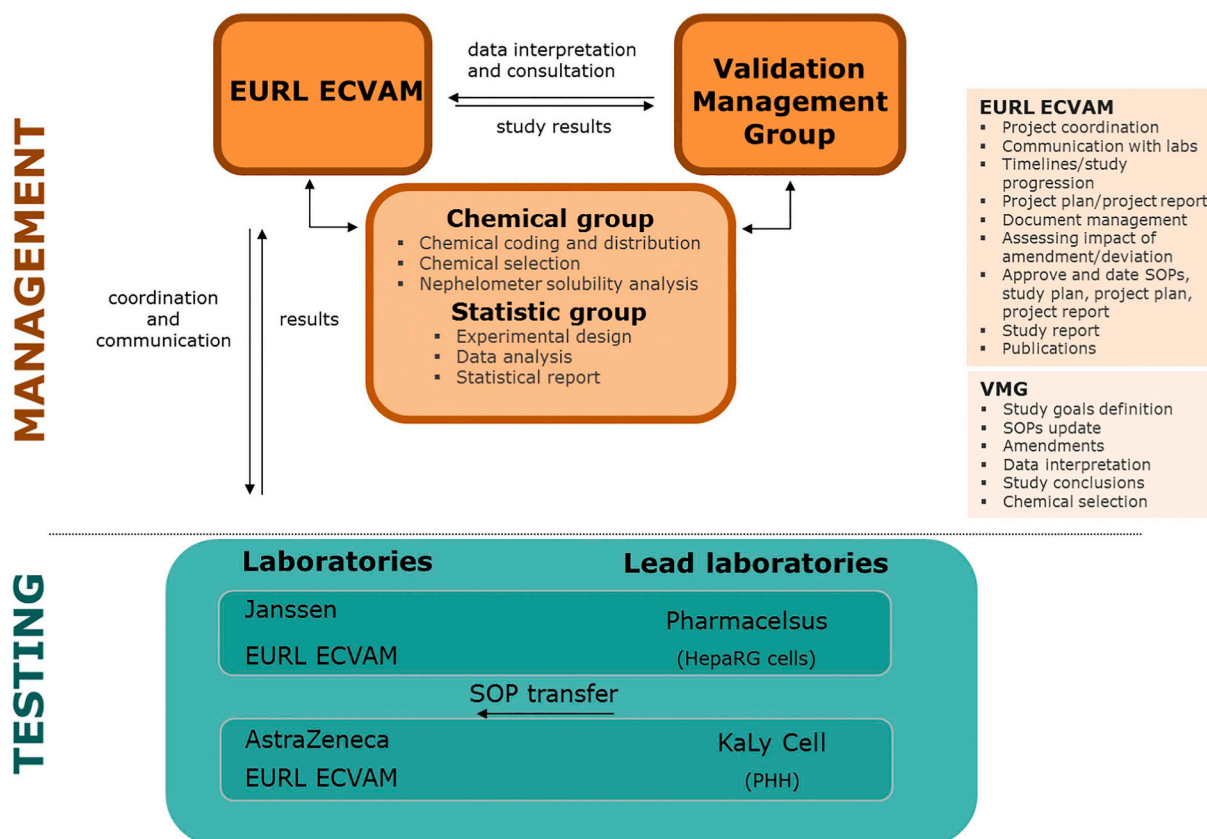 MANAGEMENT
EURL ECVAM
data interpretation
and consultation
study results
Validation
Management
Group
Chemical group
▪ Chemical coding and distribution
▪ Chemical selection
▪ Nephelometer solubility analysis
Statistic group
▪ Experimental design
▪ Data analysis
▪ Statistical report
coordination
and
communication
results
EURL ECVAM
▪ Project coordination
▪ Communication with labs
▪ Timelines/study
progression
▪ Project plan/project report
▪ Document management
▪ Assessing impact of
amendment/deviation
▪ Approve and date SOPs,
study plan, project plan,
project report
▪ Study report
▪ Publications
VMG
▪ Study goals definition
▪ SOPs update
▪ Amendments
▪ Data interpretation
▪ Study conclusions
▪ Chemical selection
TESTING
Laboratories
Lead laboratories
Janssen
EURL ECVAM
Pharmacelsus
(HepaRG cells)
SOP transfer
AstraZeneca
EURL ECVAM
KaLy Cell
(PHH)